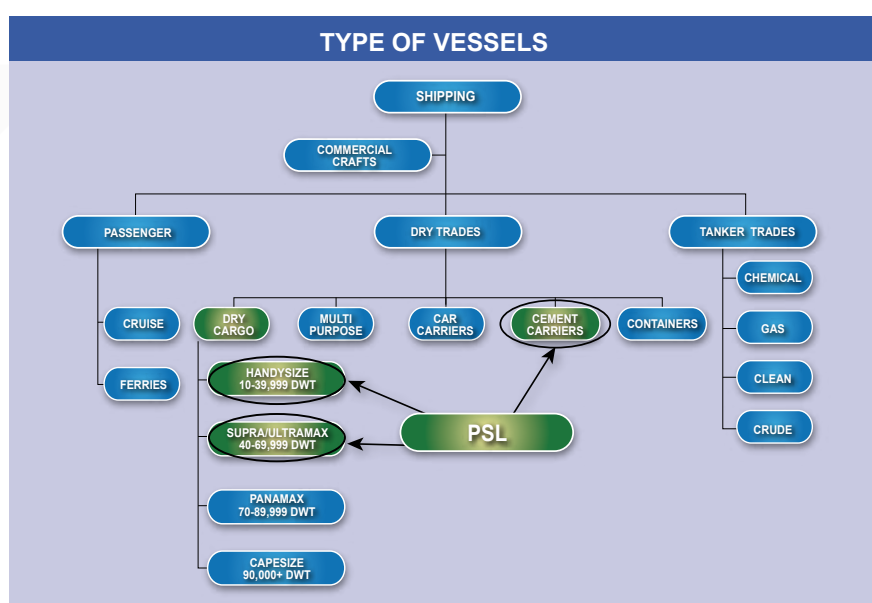 TYPE OF VESSELS
SHIPPING
COMMERCIAL
CRAFTS
PASSENGER
DRY TRADES
TANKER TRADES
CHEMICAL
CRUISE
DRY
CARGO
MULTI
PURPOSE
CAR
CARRIERS
CEMENT
CARRIERS
CONTAINERS
GAS
FERRIES
HANDYSIZE
10-39,999 DWT
CLEAN
SUPRA/ULTRAMAX
40-69,999 DWT
PSL
CRUDE
PANAMAX
70-89,999 DWT
CAPESIZE
90,000+ DWT